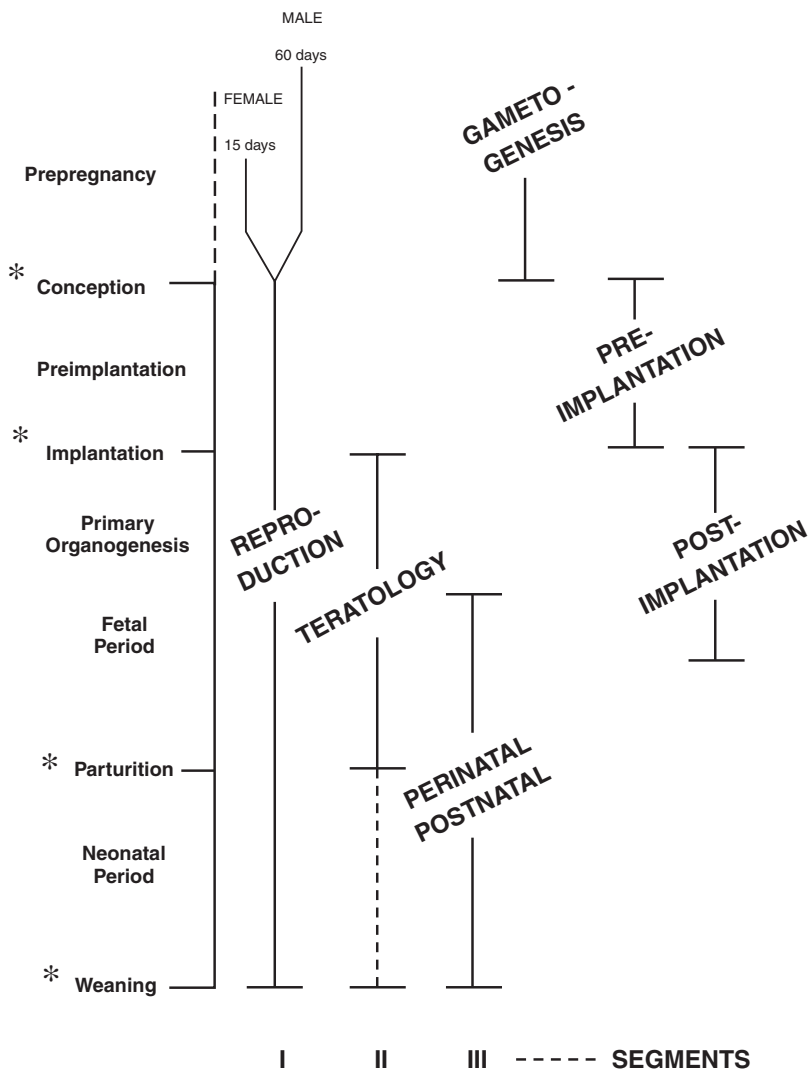 MALE
60 days
FEMALE
15 days
GAMETO -
GENESIS
Prepregnancy
* Conception
Preimplantation
PRE-
IMPLANTATION
* Implantation
Primary
Organogenesis
REPRO-
DUCTION
TERATOLOGY
POST-
IMPLANTATION
Fetal
Period
* Parturition
PERINATAL
POSTNATAL
Neonatal
Period
* Weaning
I II III ------ SEGMENTS